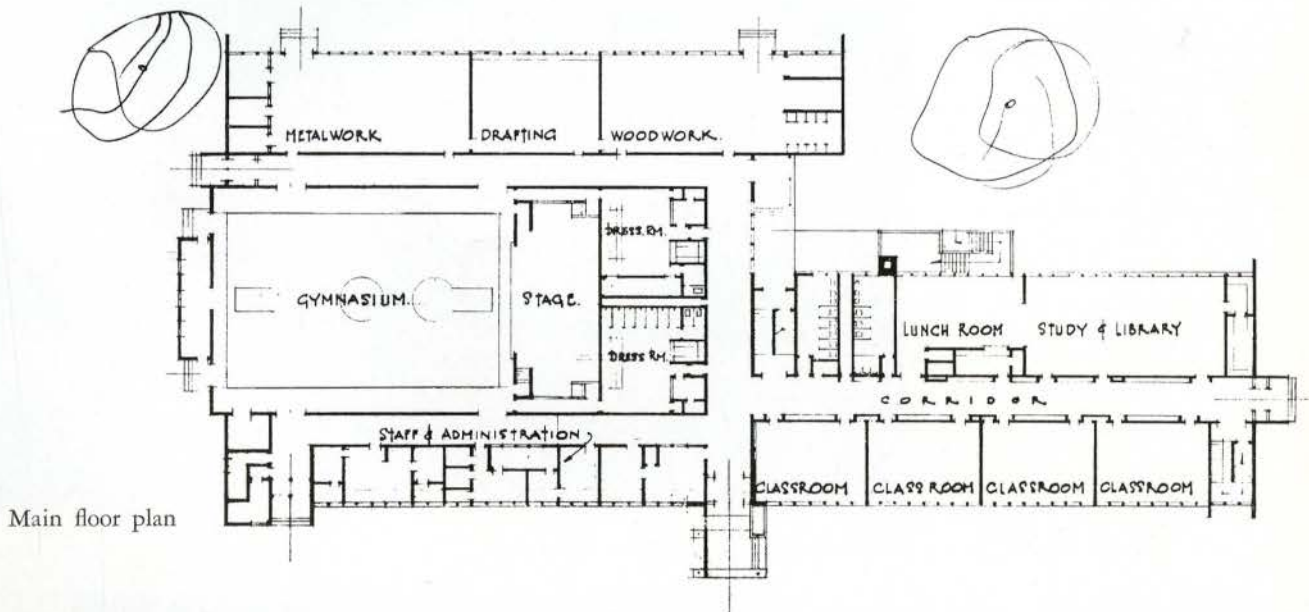 METALWORK
DRAFTING
WOODWORK.
DRESS. RM.
GYMNASIUM.
STAGE.
LUNCH ROOM
STUDY & LIBRARY
DRESS RM.
CORRIDOR
STAFF & ADMINISTRATION
CLASSROOM
CLASS ROOM
CLASSROOM
CLASSROOM
Main floor plan